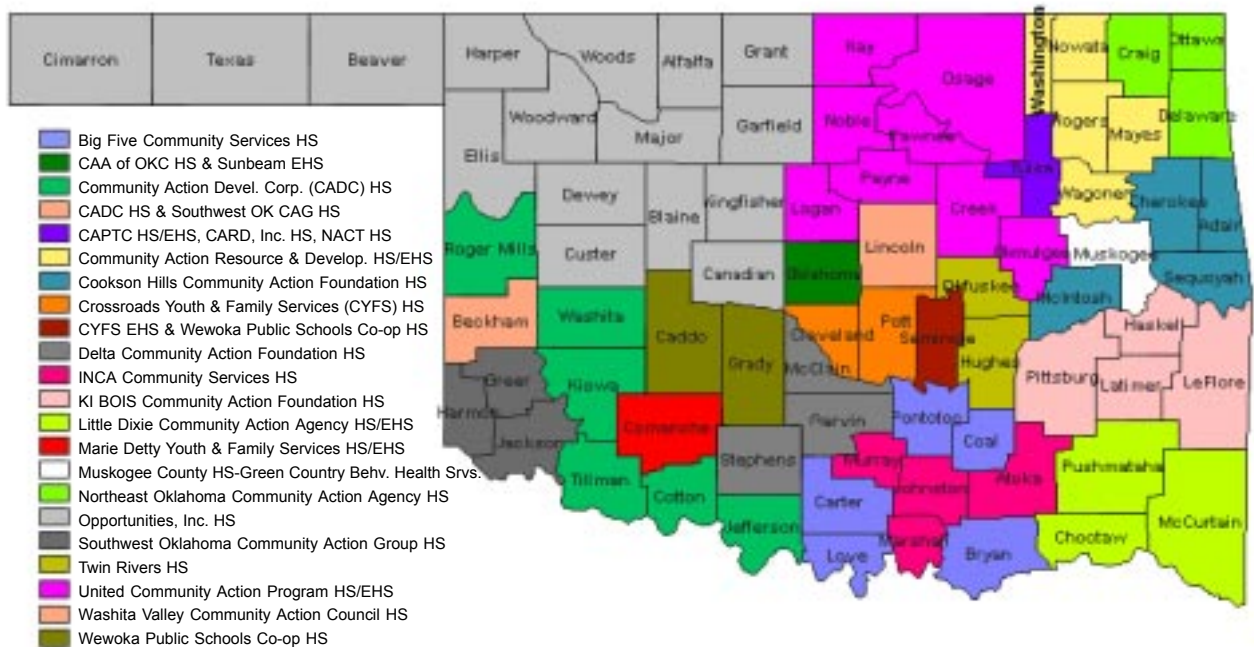 Washington
Cimarron
Texas
Beaver
Harper
Woods
Alfalfa
Grant
Kay
Osage
Nowata
Craig
Ottawa
Woodward
Major
Garfield
Noble
Pawnee
Rogers
Mayes
Delaware
Ellis
Dewey
Blaine
Kingfisher
Logan
Payne
Creek
Tulsa
Wagoner
Cherokee
Adair
Roger Mills
Custer
Canadian
Oklahoma
Lincoln
Okmulgee
Muskogee
Sequoyah
Beckham
Washita
Caddo
Grady
Cleveland
Pott
Seminole
Okfuskee
McIntosh
Haskell
Greer
Kiowa
McClain
Hughes
Pittsburg
Latimer
LeFlore
Harmon
Jackson
Comanche
Garvin
Pontotoc
Coal
Tillman
Cotton
Stephens
Murray
Johnston
Atoka
Pushmataha
Jefferson
Carter
Love
Marshall
Bryan
Choctaw
McCurtain
Big Five Community Services HS
CAA of OKC HS & Sunbeam EHS
Community Action Devel. Corp. (CADC) HS
CADC HS & Southwest OK CAG HS
CAPTC HS/EHS, CARD, Inc. HS, NACT HS
Community Action Resource & Develop. HS/EHS
Cookson Hills Community Action Foundation HS
Crossroads Youth & Family Services (CYFS) HS
CYFS EHS & Wewoka Public Schools Co-op HS
Delta Community Action Foundation HS
INCA Community Services HS
KI BOIS Community Action Foundation HS
Little Dixie Community Action Agency HS/EHS
Marie Detty Youth & Family Services HS/EHS
Muskogee County HS-Green Country Behv. Health Srvs.
Northeast Oklahoma Community Action Agency HS
Opportunities, Inc. HS
Southwest Oklahoma Community Action Group HS
Twin Rivers HS
United Community Action Program HS/EHS
Washita Valley Community Action Council HS
Wewoka Public Schools Co-op HS